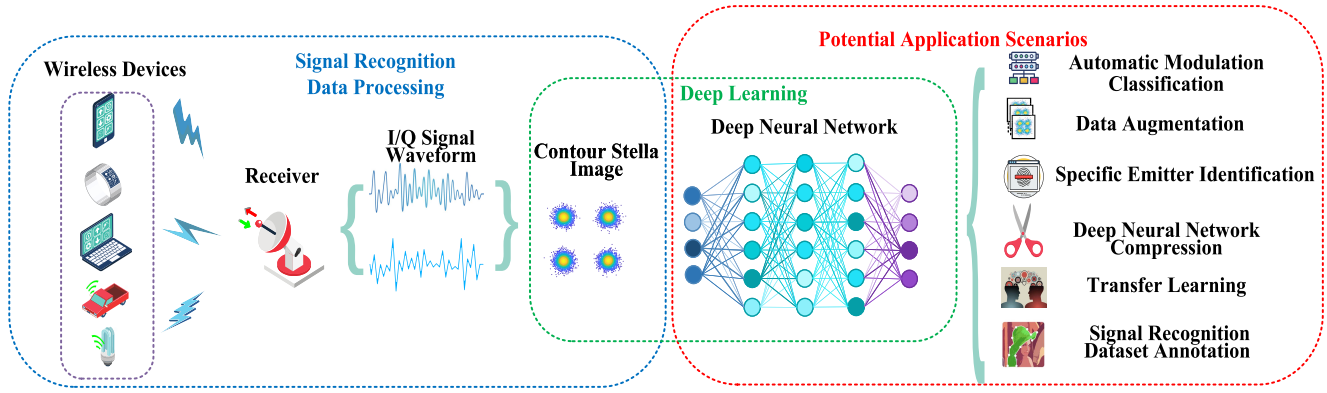 Wireless Devices
Signal Recognition
Data Processing
Receiver
I/Q Signal
Waveform
Contour Stella
Image
Deep Learning
Deep Neural Network
Potential Application Scenarios
Automatic Modulation
Classification
Data Augmentation
Specific Emitter Identification
Deep Neural Network
Compression
Transfer Learning
Signal Recognition
Dataset Annotation